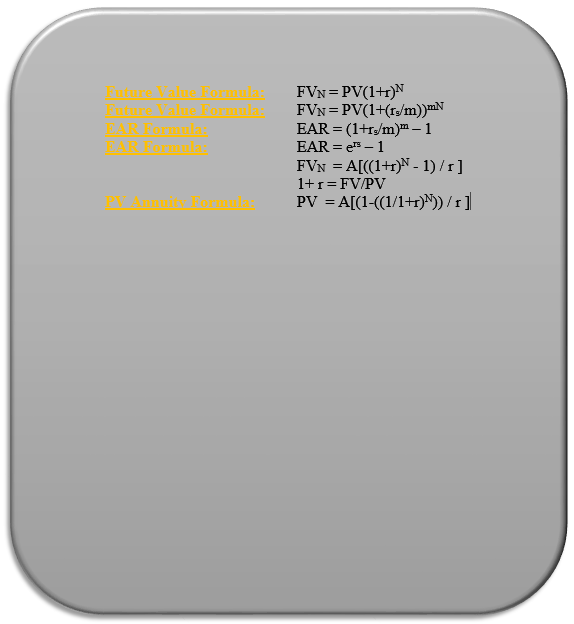 Future Value Formula: FVN = PV(1+r)^N
Future Value Formula: FVN = PV(1+(rs/m))^mN
EAR Formula: EAR = (1+rs/m)^m – 1
EAR Formula: EAR = e^rs – 1
FVN = A[((1+r)^N - 1) / r ]
1+ r = FV/PV
PV Annuity Formula: PV = A[(1-((1/1+r)^N)) / r ]